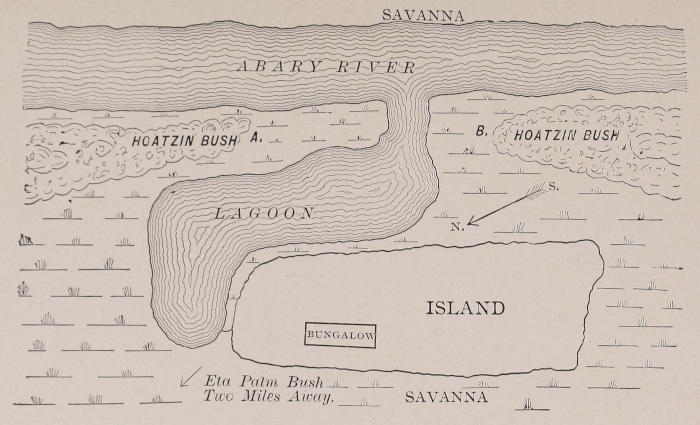 SAVANNA
ABARY RIVER
HOATZIN BUSH A.
B. HOATZIN BUSH
S.
LAGOON
N.
ISLAND
BUNGALOW
Eta Palm Bush
Two Miles Away.
SAVANNA